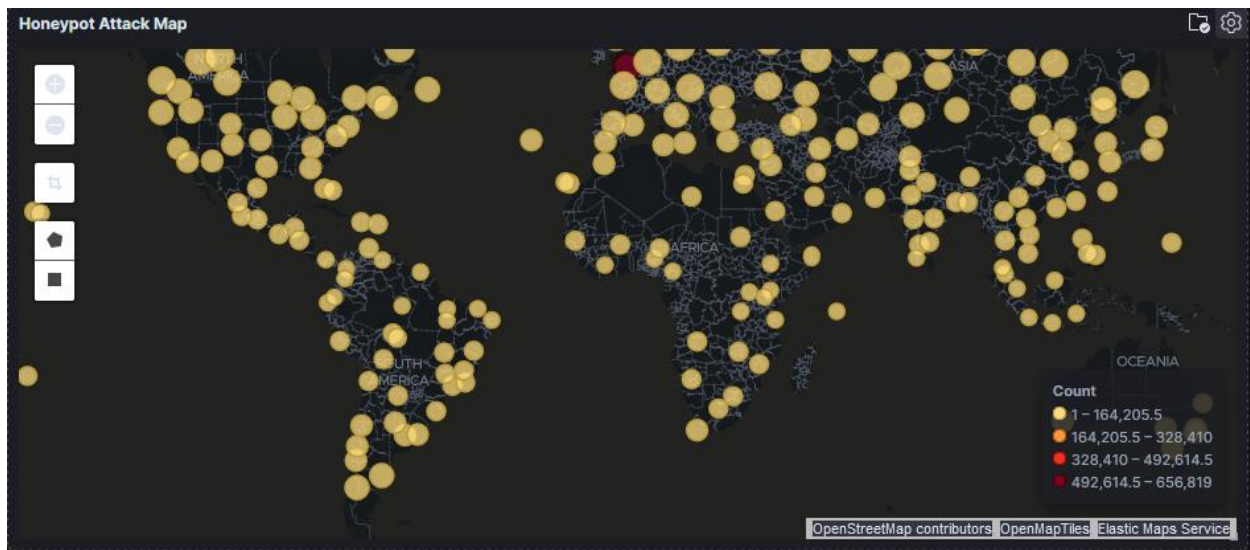 Honeypot Attack Map
NORTH
AMERICA
ASIA
AFRICA
SOUTH
AMERICA
OCEANIA
Count
1 – 164,205.5
164,205.5 – 328,410
328,410 – 492,614.5
492,614.5 – 656,819
OpenStreetMap contributors OpenMapTiles Elastic Maps Service